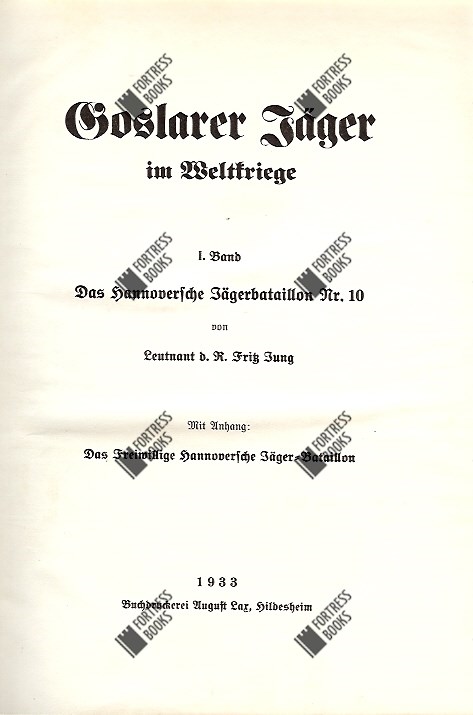 Goslarer Jäger
im Weltkriege
I. Band
Das Hannoversche Jägerbataillon Nr. 10
von
Leutnant d. R. Fritz Jung
Mit Anhang:
Das Freiwillige Hannoversche Jäger-Bataillon
1933
Buchdruckerei August Lax, Hildesheim
FORTRESS BOOKS
FORTRESS BOOKS
FORTRESS BOOKS
FORTRESS BOOKS
FORTRESS BOOKS
FORTRESS BOOKS
FORTRESS BOOKS
FORTRESS BOOKS